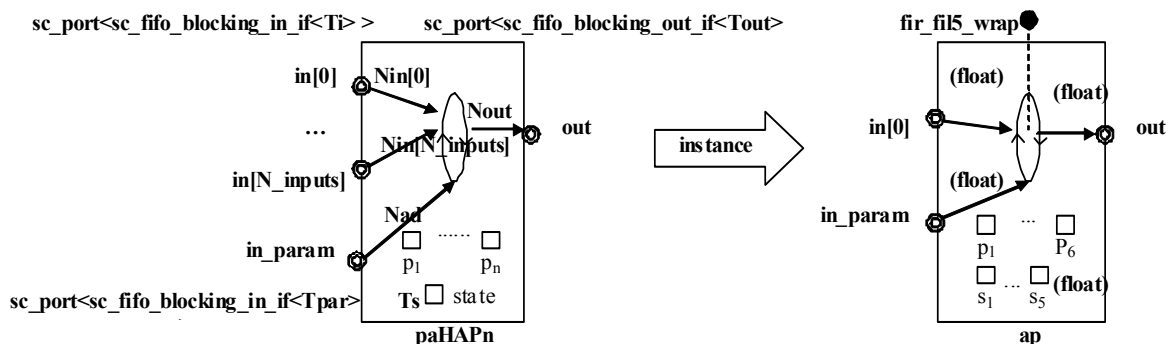 sc_port<sc_fifo_blocking_in_if<Ti> > sc_port<sc_fifo_blocking_out_if<Tout> fir_fil5_wrap
in[0] Nin[0] (float) (float)
Nout
... out in[0] out
Nin[N_inputs] instance
in[N_inputs] (float)
Nad in_param
in_param ...... ...
p1 pn p1 P6
sc_port<sc_fifo_blocking_in_if<Tpar> Ts state s1 ... s5 (float)
paHAPn ap